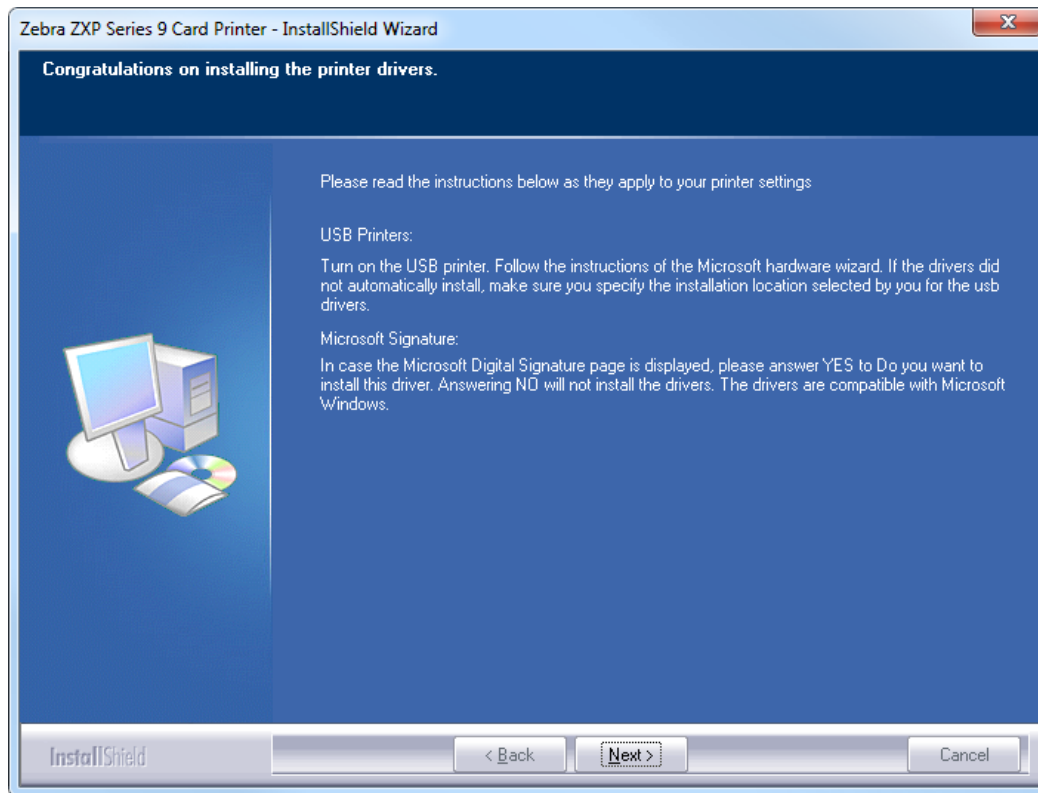 Zebra ZXP Series 9 Card Printer - InstallShield Wizard
Congratulations on installing the printer drivers.
Please read the instructions below as they apply to your printer settings
USB Printers:
Turn on the USB printer. Follow the instructions of the Microsoft hardware wizard. If the drivers did
not automatically install, make sure you specify the installation location selected by you for the usb
drivers.
Microsoft Signature:
In case the Microsoft Digital Signature page is displayed, please answer YES to Do you want to
install this driver. Answering NO will not install the drivers. The drivers are compatible with Microsoft
Windows.
InstallShield
< Back
Next >
Cancel